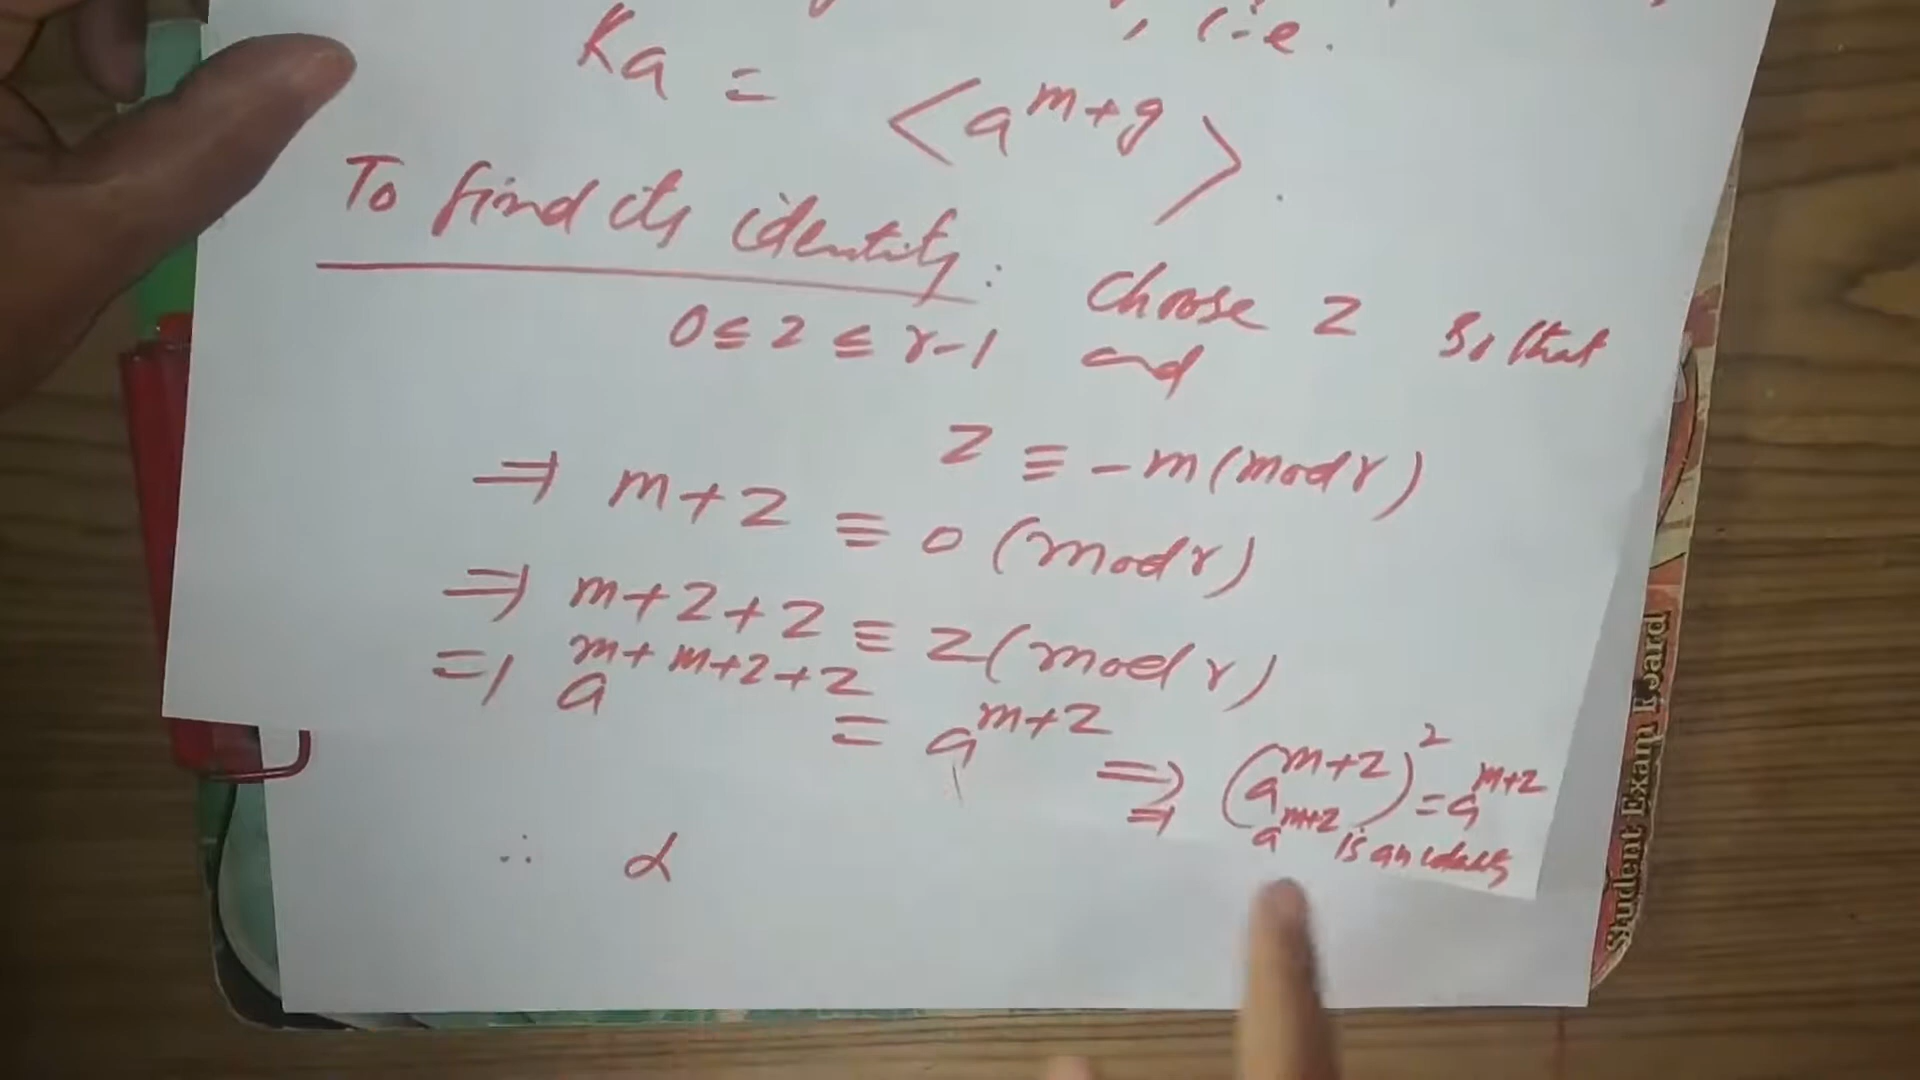 , i.e.
Ka = <a^{m+g}>.
To find its identity: Choose z so that
0 ≤ z ≤ r-1 and
z ≡ -m (mod r)
⇒ m+z ≡ 0 (mod r)
⇒ m+z+z ≡ z (mod r)
⇒ a^{m+m+z+z} = a^{m+z} ⇒ (a^{m+z})^2 = a^{m+z}
⇒ a^{m+z} is an identity
∴ α
Student Exam